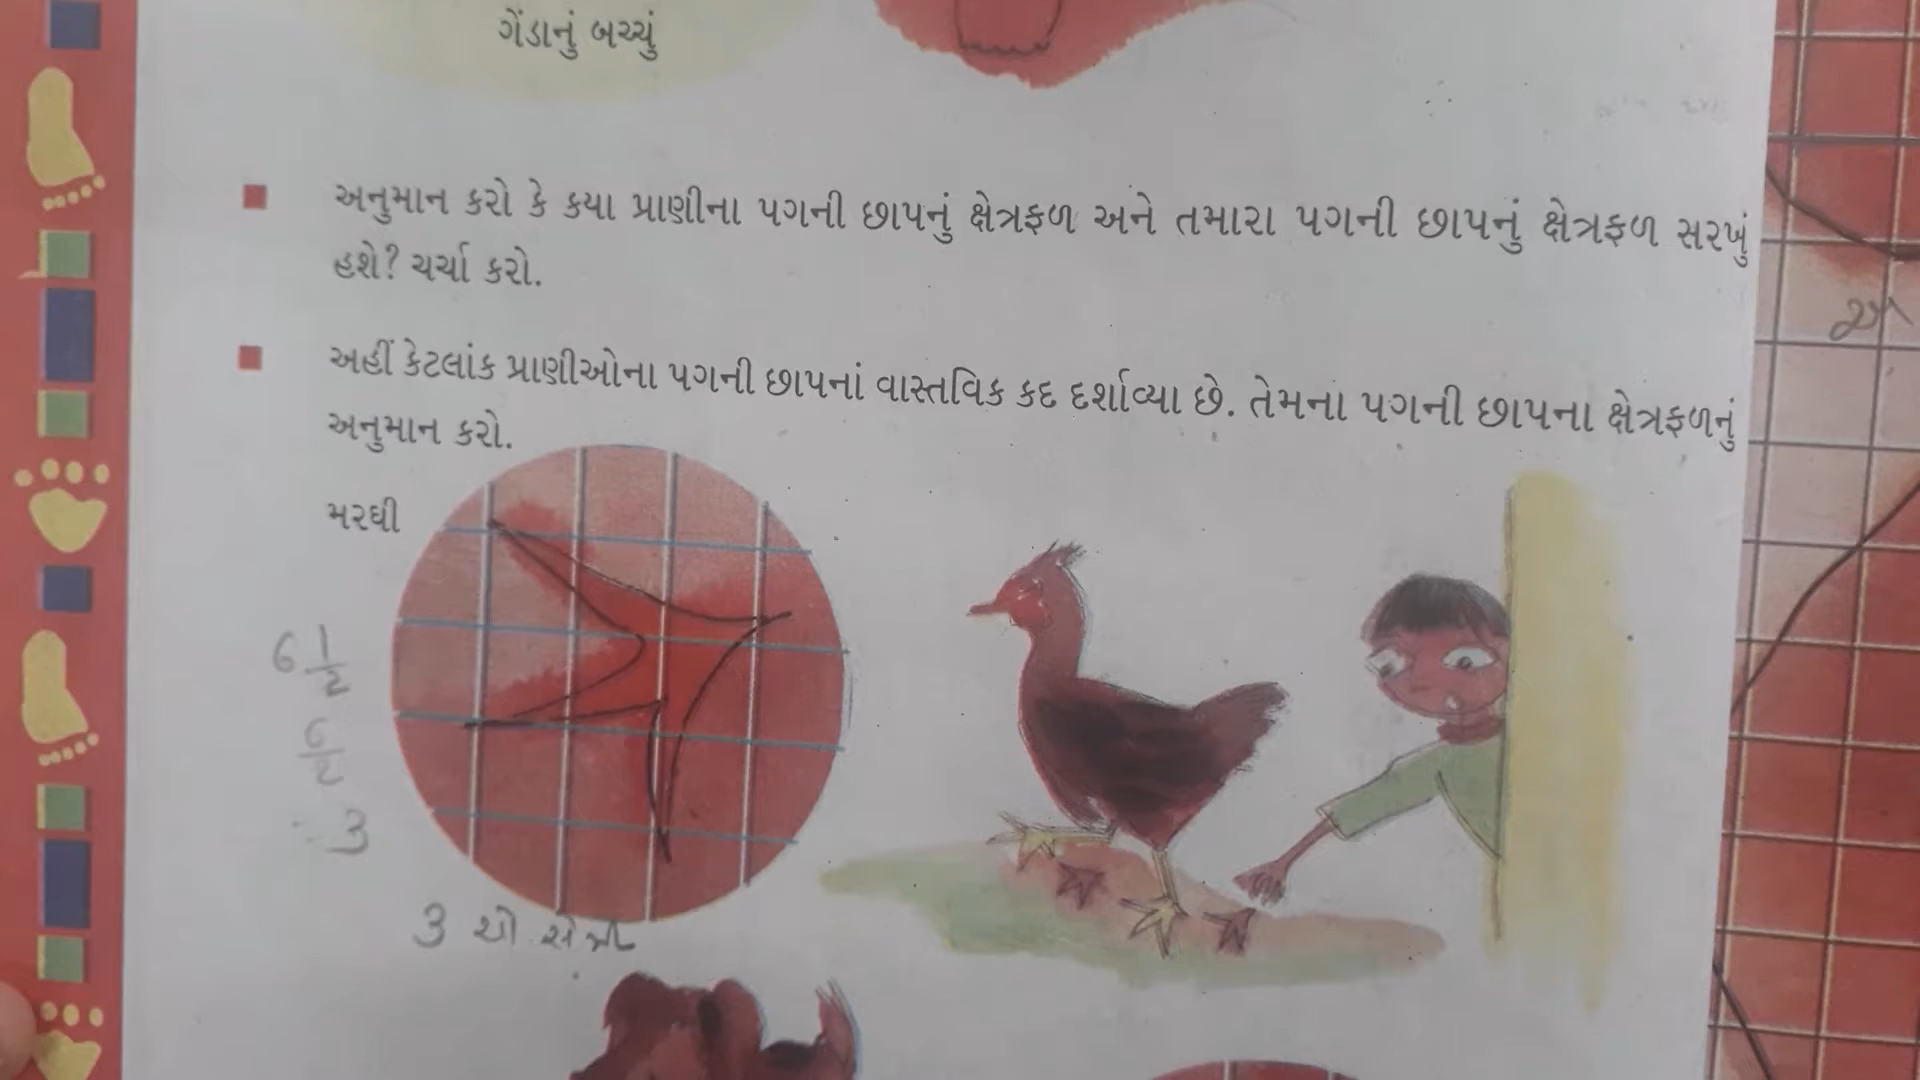 ગેંડાનું બચ્ચું
અનુમાન કરો કે કયા પ્રાણીના પગની છાપનું ક્ષેત્રફળ અને તમારા પગની છાપનું ક્ષેત્રફળ સરખું
હશે? ચર્ચા કરો.
અહીં કેટલાંક પ્રાણીઓના પગની છાપનાં વાસ્તવિક કદ દર્શાવ્યા છે. તેમના પગની છાપના ક્ષેત્રફળનું
અનુમાન કરો.
મરઘી
6 1/2
6/2
3
3 ચો સેમી